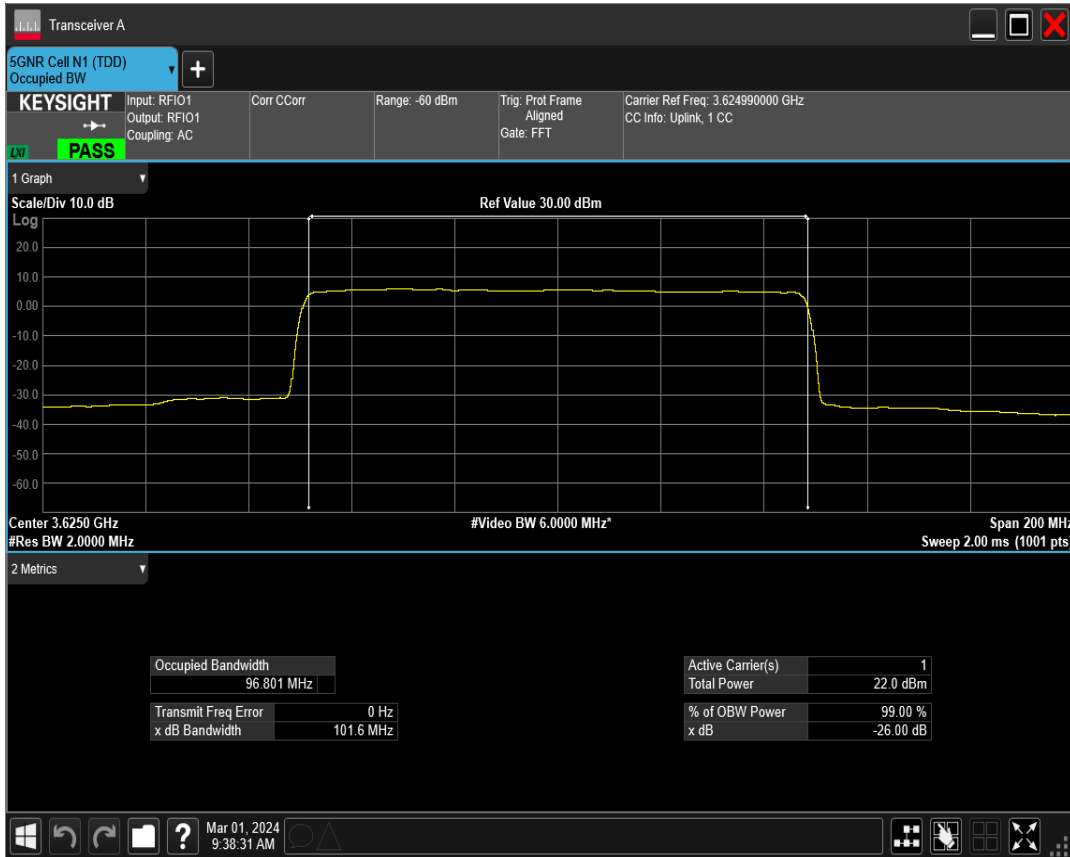 Transceiver A
5GNR Cell N1 (TDD)
Occupied BW
+
KEYSIGHT
LXI
PASS
Input: RFIO1
Output: RFIO1
Coupling: AC
Corr CCorr
Range: -60 dBm
Trig: Prot Frame
Aligned
Gate: FFT
Carrier Ref Freq: 3.624990000 GHz
CC Info: Uplink, 1 CC
1 Graph
Scale/Div 10.0 dB
Ref Value 30.00 dBm
Log
20.0
10.0
0.00
-10.0
-20.0
-30.0
-40.0
-50.0
-60.0
Center 3.6250 GHz
#Video BW 6.0000 MHz*
Span 200 MHz
#Res BW 2.0000 MHz
Sweep 2.00 ms (1001 pts)
2 Metrics
Occupied Bandwidth
96.801 MHz
Transmit Freq Error 0 Hz
x dB Bandwidth 101.6 MHz
Active Carrier(s) 1
Total Power 22.0 dBm
% of OBW Power 99.00 %
x dB -26.00 dB
?
Mar 01, 2024
9:38:31 AM